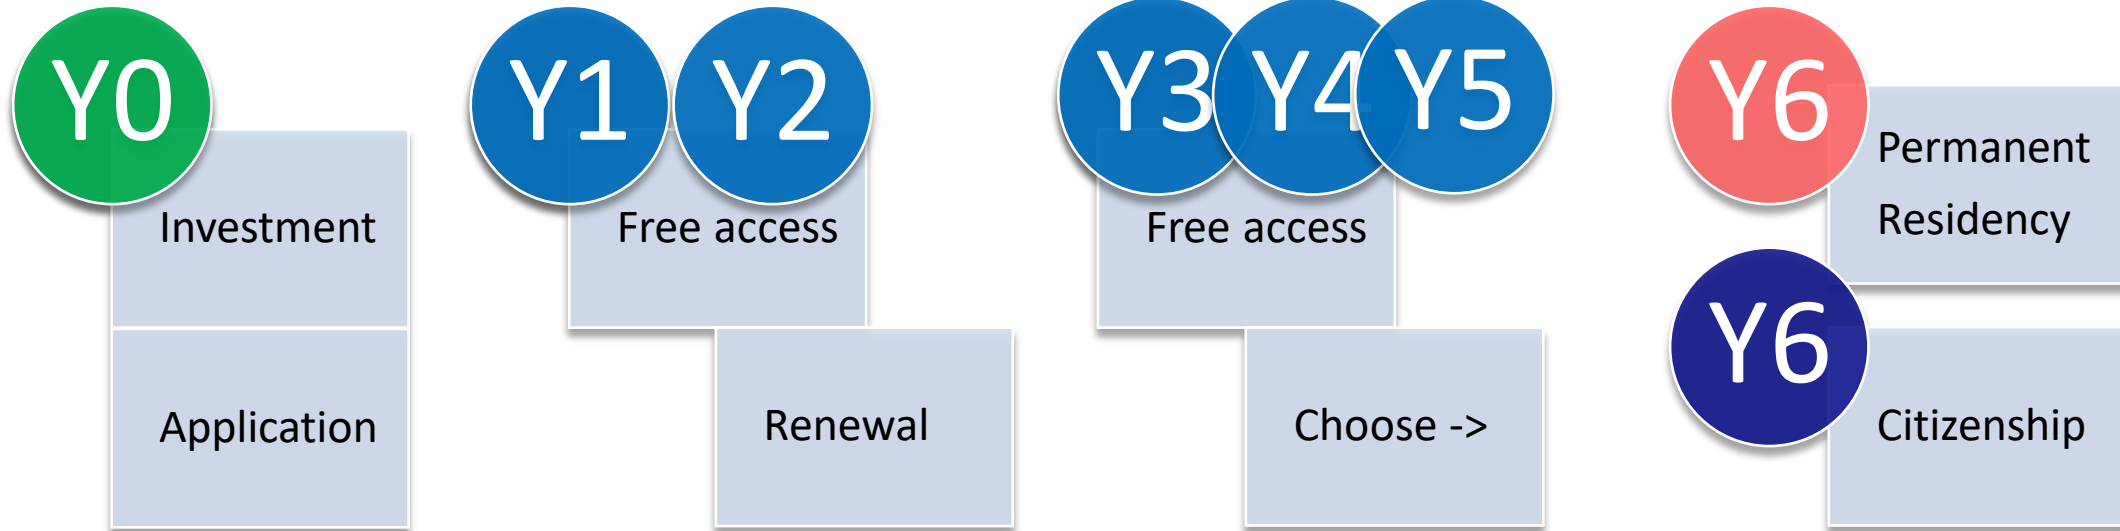 Y0
Investment
Application
Y1
Y2
Free access
Renewal
Y3
Y4
Y5
Free access
Choose ->
Y6
Permanent
Residency
Y6
Citizenship